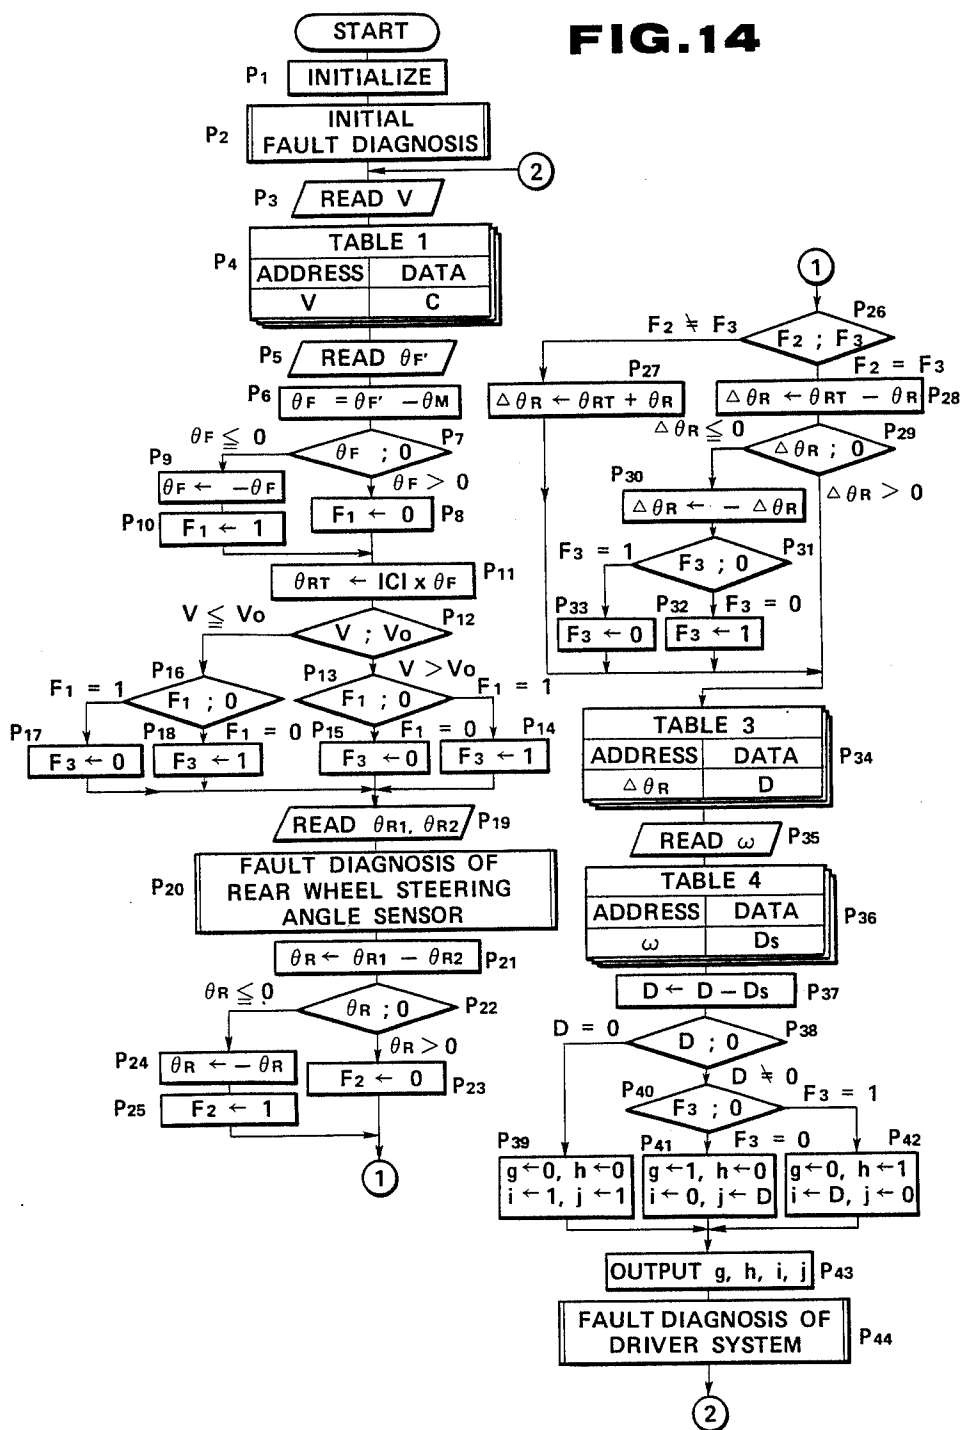 FIG.14
START
P1 INITIALIZE
P2 INITIAL
FAULT DIAGNOSIS
2
P3 READ V
P4 TABLE 1
ADDRESS DATA
V C
P5 READ θF'
P6 θF = θF' − θM
θF ≦ 0 P7
θF ; 0
θF > 0
P9 θF ← −θF
P10 F1 ← 1
F1 ← 0 P8
θRT ← ICI x θF P11
V ≦ Vo P12
V ; Vo
V > Vo
P16
F1 = 1 F1 ; 0
P13
F1 ; 0 F1 = 1
P17 F3 ← 0
P18 F1 = 0
F3 ← 1
P15 F1 = 0
F3 ← 0
P14
F3 ← 1
READ θR1, θR2 P19
P20 FAULT DIAGNOSIS OF
REAR WHEEL STEERING
ANGLE SENSOR
θR ← θR1 − θR2 P21
θR ≦ 0
θR ; 0 P22
θR > 0
P24 θR ← − θR
P25 F2 ← 1
F2 ← 0 P23
1
1
P26
F2 ≠ F3
F2 ; F3
F2 = F3
P27
△θR ← θRT + θR
△θR ← θRT − θR P28
△θR ≦ 0 P29
△θR ; 0
△θR > 0
P30
△θR ← − △θR
F3 = 1 P31
F3 ; 0
P33 P32 F3 = 0
F3 ← 0 F3 ← 1
TABLE 3
ADDRESS DATA P34
△θR D
READ ω P35
TABLE 4
ADDRESS DATA P36
ω Ds
D ← D − Ds P37
D = 0 P38
D ; 0
D ≠ 0
P40
F3 ; 0 F3 = 1
F3 = 0
P39
g←0, h←0
i ← 1, j ← 1
P41
g←1, h←0
i ← 0, j ← D
P42
g←0, h←1
i ← D, j ← 0
OUTPUT g, h, i, j P43
FAULT DIAGNOSIS OF
DRIVER SYSTEM P44
2